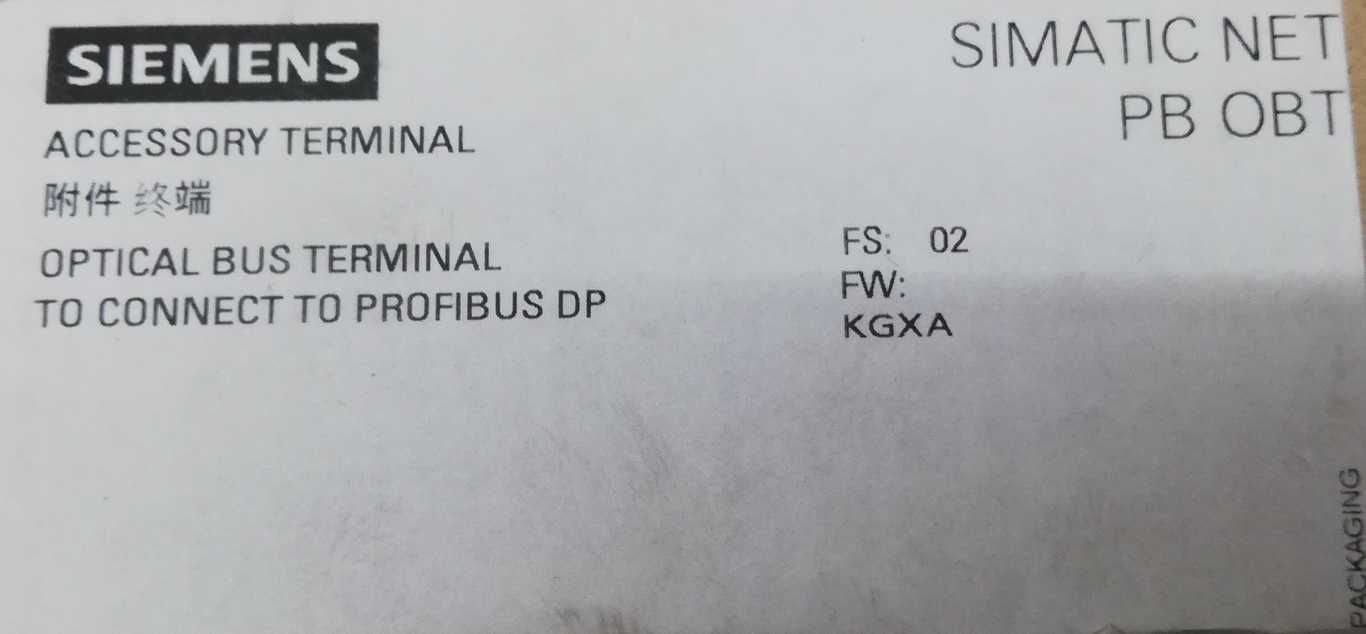 SIEMENS
SIMATIC NET
PB OBT
ACCESSORY TERMINAL
附件 终端
OPTICAL BUS TERMINAL
TO CONNECT TO PROFIBUS DP
FS: 02
FW:
KGXA
PACKAGING